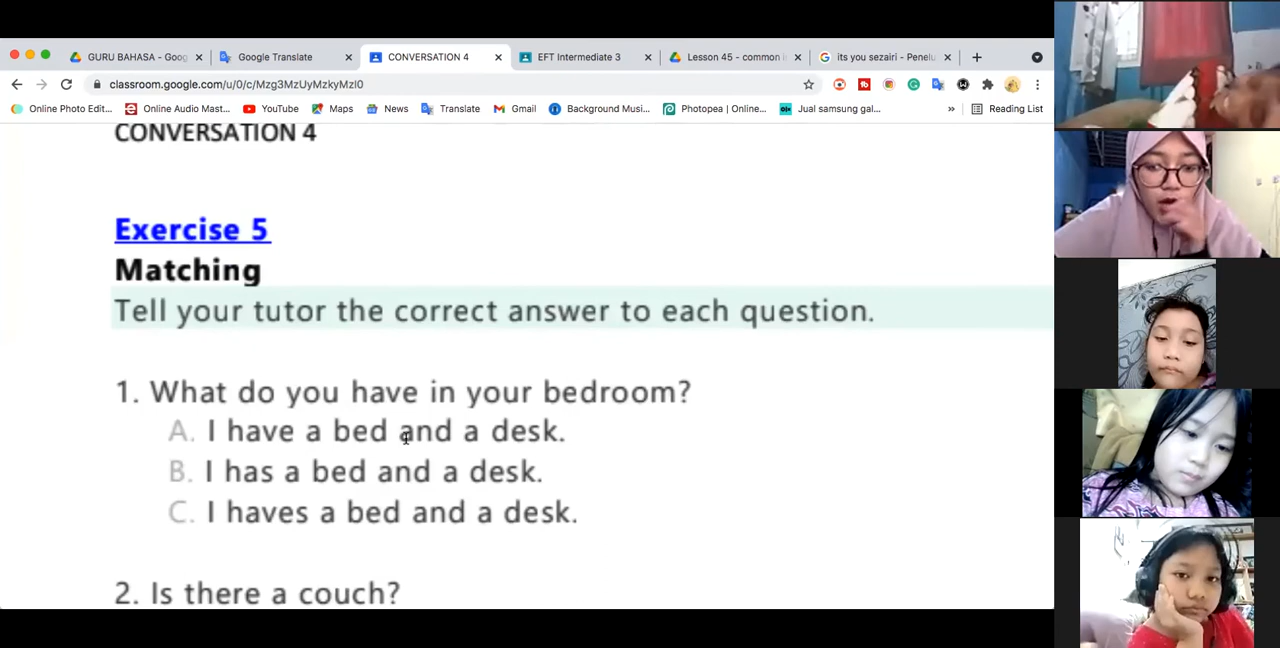 GURU BAHASA - Goog
Google Translate
CONVERSATION 4
EFT Intermediate 3
Lesson 45 - common i
its you sezairi - Penelu
classroom.google.com/u/0/c/Mzg3MzUyMzkyMzl0
Online Photo Edit...
Online Audio Mast...
YouTube
Maps
News
Translate
Gmail
Background Musi...
Photopea | Online...
Jual samsung gal...
»
Reading List
CONVERSATION 4
Exercise 5
Matching
Tell your tutor the correct answer to each question.
1. What do you have in your bedroom?
A. I have a bed and a desk.
B. I has a bed and a desk.
C. I haves a bed and a desk.
2. Is there a couch?